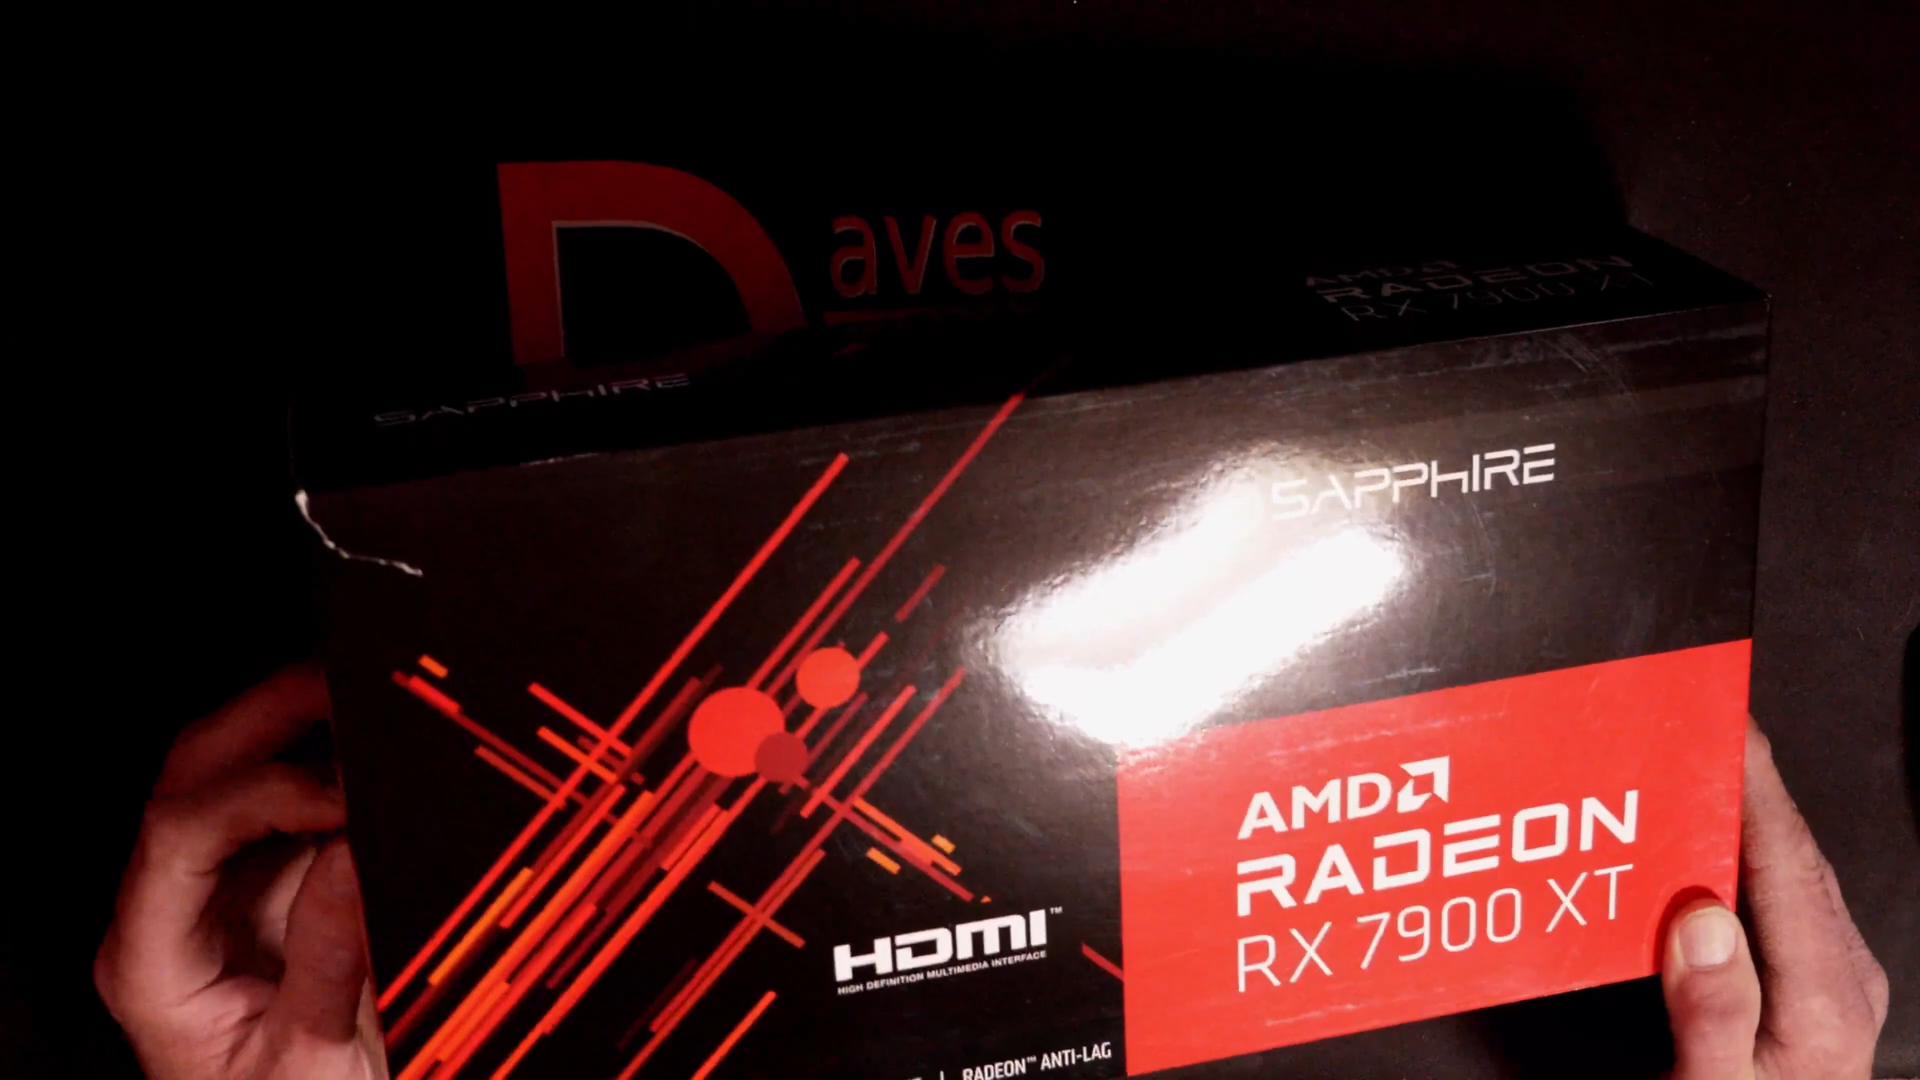 Daves
AMD
RADEON
RX 7900 XT
SAPPHIRE
SAPPHIRE
AMD
RADEON
RX 7900 XT
HDMI™
HIGH DEFINITION MULTIMEDIA INTERFACE
| RADEON™ ANTI-LAG